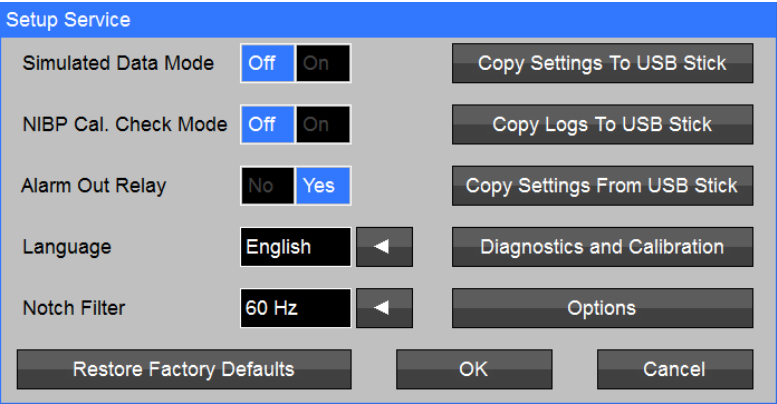 Setup Service
Simulated Data Mode Off On Copy Settings To USB Stick
NIBP Cal. Check Mode Off On Copy Logs To USB Stick
Alarm Out Relay No Yes Copy Settings From USB Stick
Language English Diagnostics and Calibration
Notch Filter 60 Hz Options
Restore Factory Defaults OK Cancel